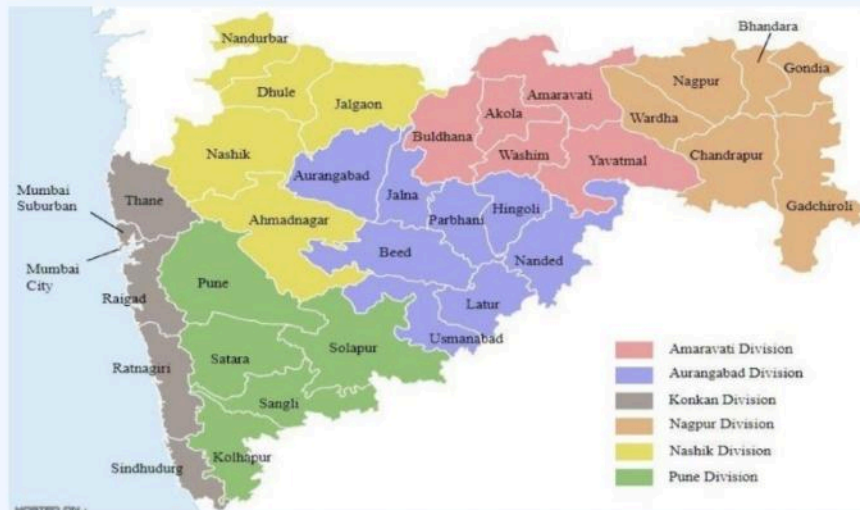 Nandurbar
Bhandara
Dhule
Jalgaon
Nagpur
Gondia
Amaravati
Akola
Buldhana
Wardha
Nashik
Washim
Yavatmal
Chandrapur
Aurangabad
Jalna
Hingoli
Mumbai
Suburban
Thane
Parbhani
Gadchiroli
Ahmadnagar
Beed
Nanded
Mumbai
City
Pune
Raigad
Latur
Usmanabad
Solapur
Satara
Ratnagiri
Sangli
Kolhapur
Sindhudurg
Amaravati Division
Aurangabad Division
Konkan Division
Nagpur Division
Nashik Division
Pune Division